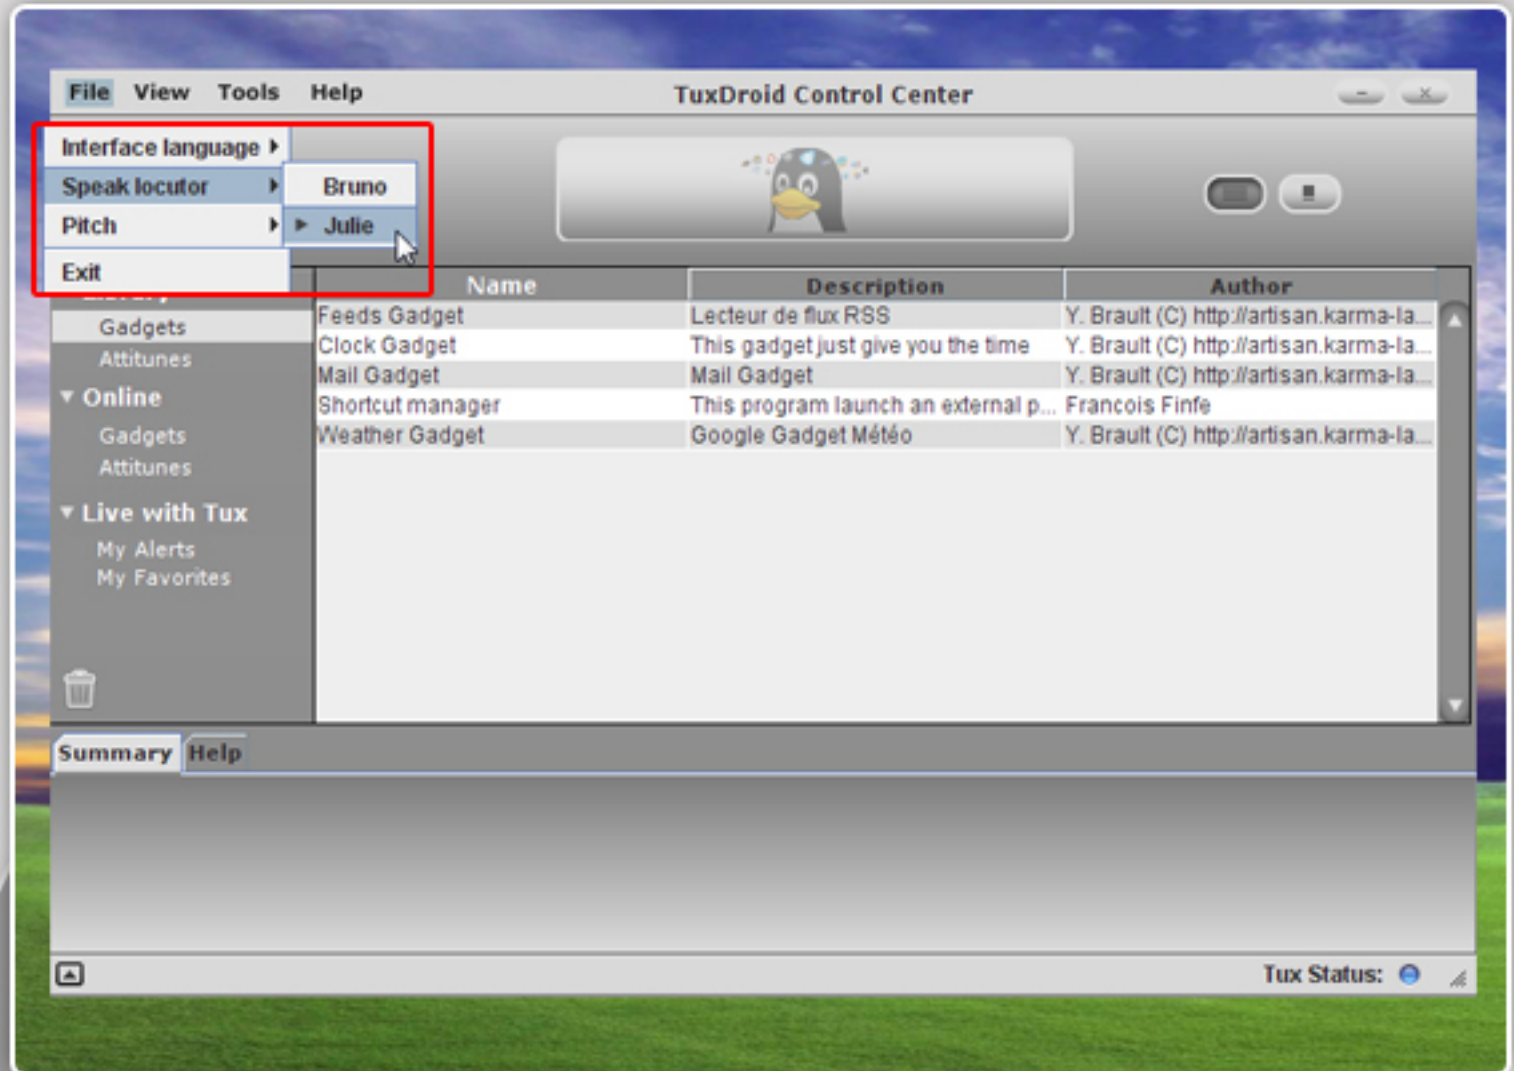 File View Tools Help TuxDroid Control Center
Interface language
Speak locutor
Bruno
Pitch
Julie
Exit
Name Description Author
Gadgets
Attitunes
Online
Gadgets
Attitunes
Live with Tux
My Alerts
My Favorites
Feeds Gadget Lecteur de flux RSS Y. Brault (C) http://artisan.karma-la...
Clock Gadget This gadget just give you the time Y. Brault (C) http://artisan.karma-la...
Mail Gadget Mail Gadget Y. Brault (C) http://artisan.karma-la...
Shortcut manager This program launch an external p... Francois Finfe
Weather Gadget Google Gadget Météo Y. Brault (C) http://artisan.karma-la...
Summary Help
Tux Status: